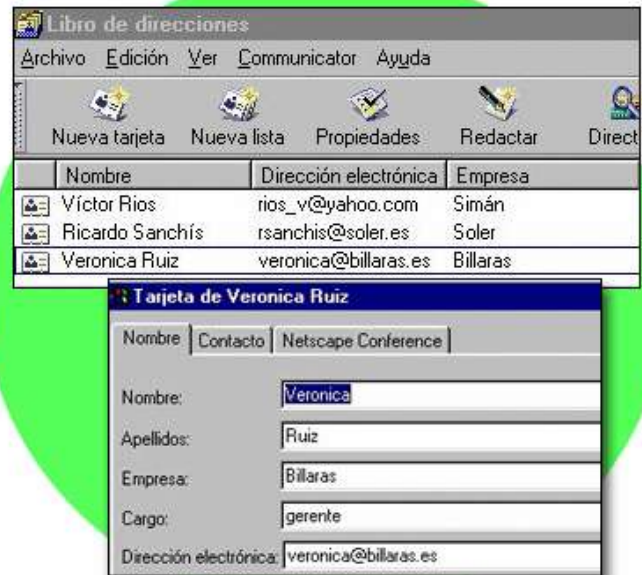 Libro de direcciones
Archivo Edición Ver Communicator Ayuda
Nueva tarjeta Nueva lista Propiedades Redactar Direct
Nombre Dirección electrónica Empresa
Víctor Rios rios_v@yahoo.com Simán
Ricardo Sanchís rsanchis@soler.es Soler
Veronica Ruiz veronica@billaras.es Billaras
Tarjeta de Veronica Ruiz
Nombre Contacto Netscape Conference
Nombre: Veronica
Apellidos: Ruiz
Empresa: Billaras
Cargo: gerente
Dirección electrónica: veronica@billaras.es